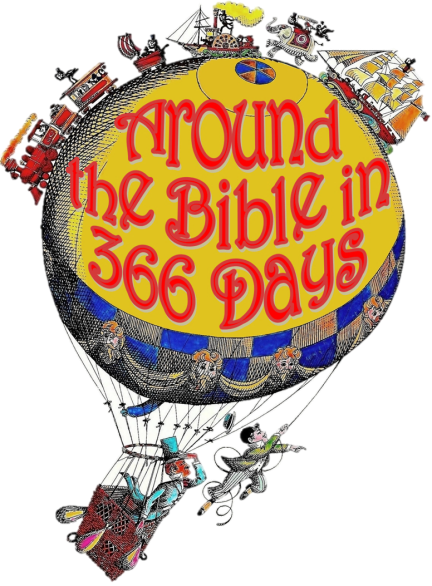 Around
the Bible in
366 Days